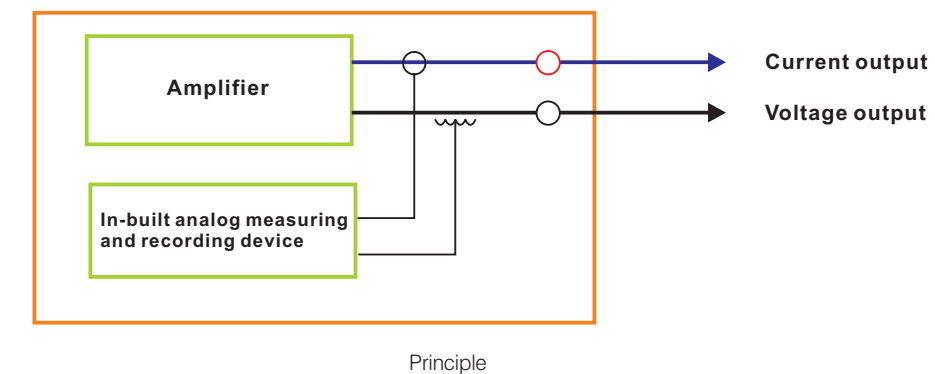 Amplifier
Current output
Voltage output
In-built analog measuring
and recording device
Principle